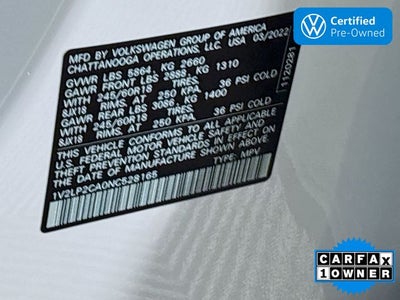 MFD BY VOLKSWAGEN GROUP OF AMERICA
CHATTANOOGA OPERATIONS, LLC. USA 03/2022
GVWR LBS 5864, KG 2660
GAWR FRONT LBS 2888, KG 1310
WITH 245/60R18 TIRES,
8JX18 RIMS, AT 250 KPA, 36 PSI COLD
GAWR REAR LBS 3086, KG 1400
WITH 245/60R18 TIRES,
8JX18 RIMS, AT 250 KPA, 36 PSI COLD
THIS VEHICLE CONFORMS TO ALL APPLICABLE
U.S. FEDERAL MOTOR VEHICLE SAFETY AND
THEFT PREVENTION STANDARDS IN EFFECT ON
THE DATE OF MANUFACTURE SHOWN ABOVE.
1V2LP2CA0NC528165 TYPE: MPV
1120281
Certified
Pre-Owned
CARFAX
1 OWNER